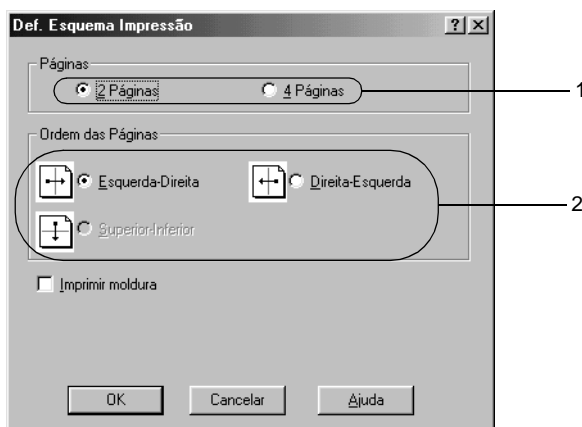 Def. Esquema Impressão
Páginas
2 Páginas 4 Páginas
1
Ordem das Páginas
Esquerda-Direita Direita-Esquerda
2
Superior-Inferior
Imprimir moldura
OK Cancelar Ajuda